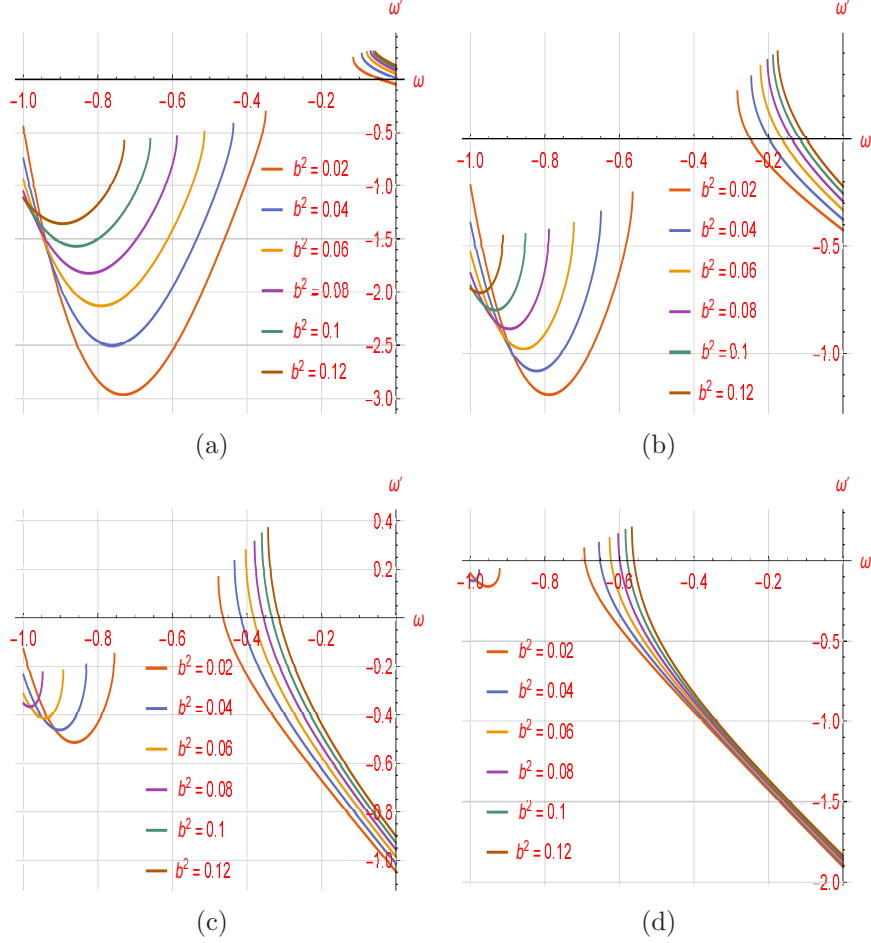 ω′
ω
−1.0 −0.8 −0.6 −0.4 −0.2
−0.5
−1.0
−1.5
−2.0
−2.5
−3.0
b² = 0.02
b² = 0.04
b² = 0.06
b² = 0.08
b² = 0.1
b² = 0.12
(a)
ω′
ω
−1.0 −0.8 −0.6 −0.4 −0.2
−0.5
−1.0
b² = 0.02
b² = 0.04
b² = 0.06
b² = 0.08
b² = 0.1
b² = 0.12
(b)
ω′
0.4
0.2
ω
−1.0 −0.8 −0.6 −0.4 −0.2
−0.2
−0.4
−0.6
−0.8
−1.0
b² = 0.02
b² = 0.04
b² = 0.06
b² = 0.08
b² = 0.1
b² = 0.12
(c)
ω′
ω
−1.0 −0.8 −0.6 −0.4 −0.2
−0.5
−1.0
−1.5
−2.0
b² = 0.02
b² = 0.04
b² = 0.06
b² = 0.08
b² = 0.1
b² = 0.12
(d)